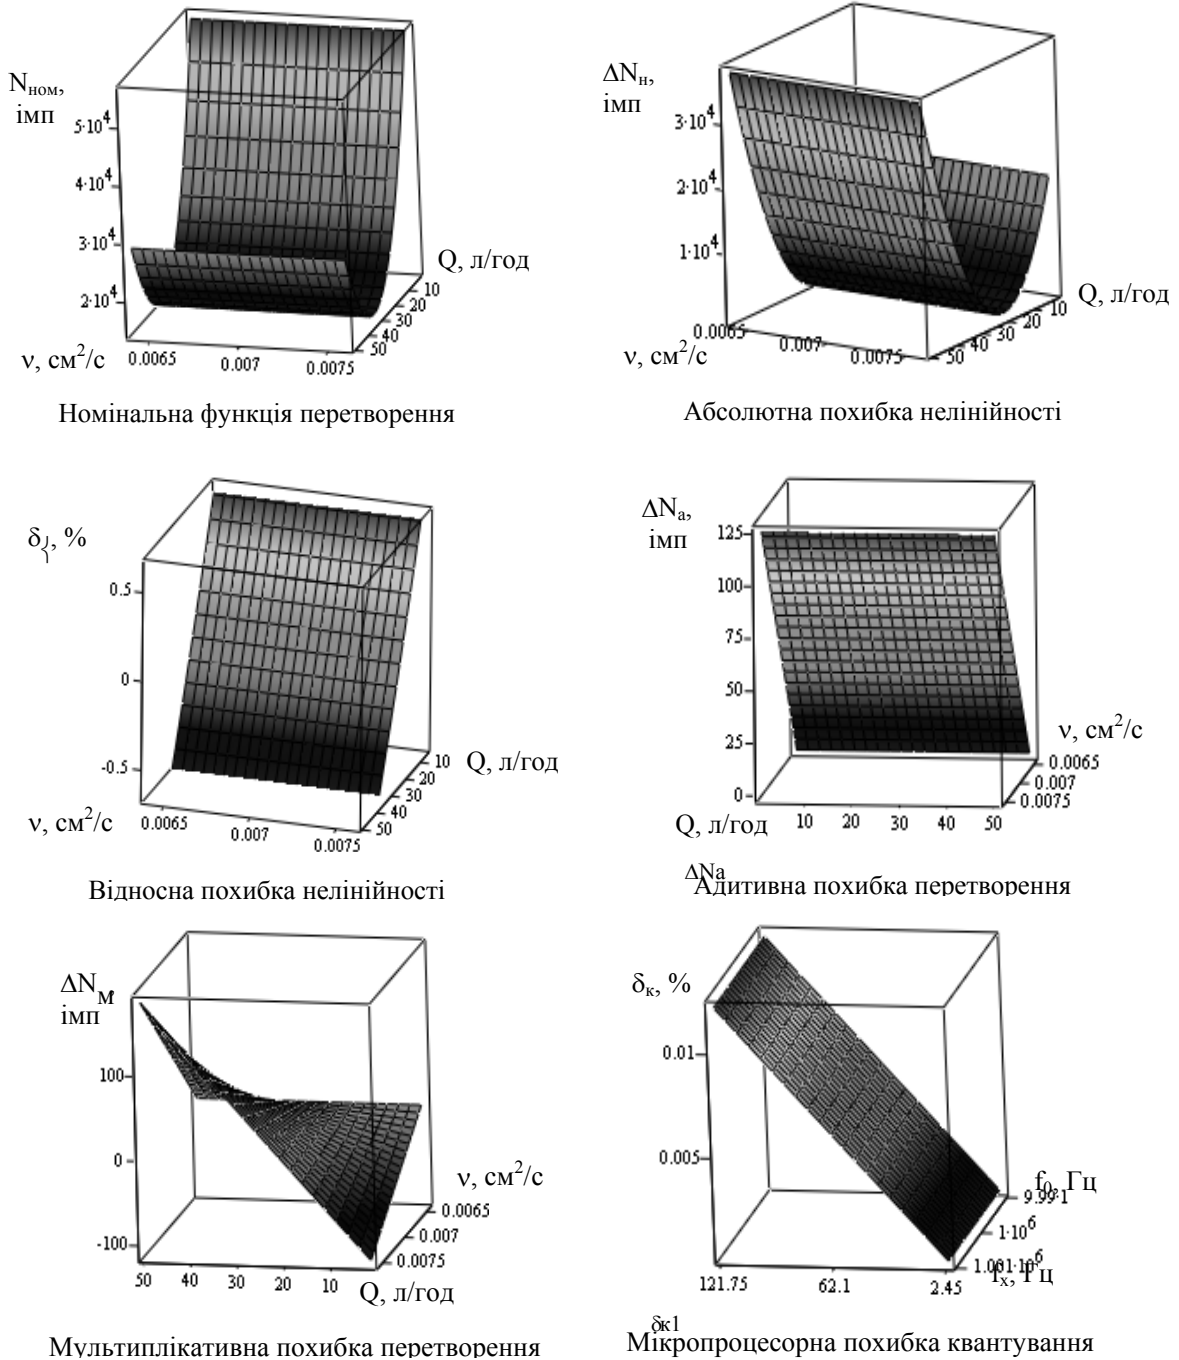 N_ном,
імп
5·10⁴
4·10⁴
3·10⁴
2·10⁴
Q, л/год
10
20
30
40
50
ν, см²/с
0.0065
0.007
0.0075
Номінальна функція перетворення
ΔN_н,
імп
3·10⁴
2·10⁴
1·10⁴
Q, л/год
10
20
30
40
50
ν, см²/с
0.0065
0.007
0.0075
Абсолютна похибка нелінійності
δ, %
0.5
0
-0.5
Q, л/год
10
20
30
40
50
ν, см²/с
0.0065
0.007
0.0075
Відносна похибка нелінійності
ΔN_а,
імп
125
100
75
50
25
0
ν, см²/с
0.0065
0.007
0.0075
Q, л/год
10 20 30 40 50
ΔNa
Адитивна похибка перетворення
ΔN_М,
імп
100
0
-100
ν, см²/с
0.0065
0.007
0.0075
50 40 30 20 10
Q, л/год
Мультиплікативна похибка перетворення
δ_к, %
0.01
0.005
f₀, Гц
1·10⁶
1.001·10⁶
f_x, Гц
121.75 62.1 2.45
δк1
Мікропроцесорна похибка квантування